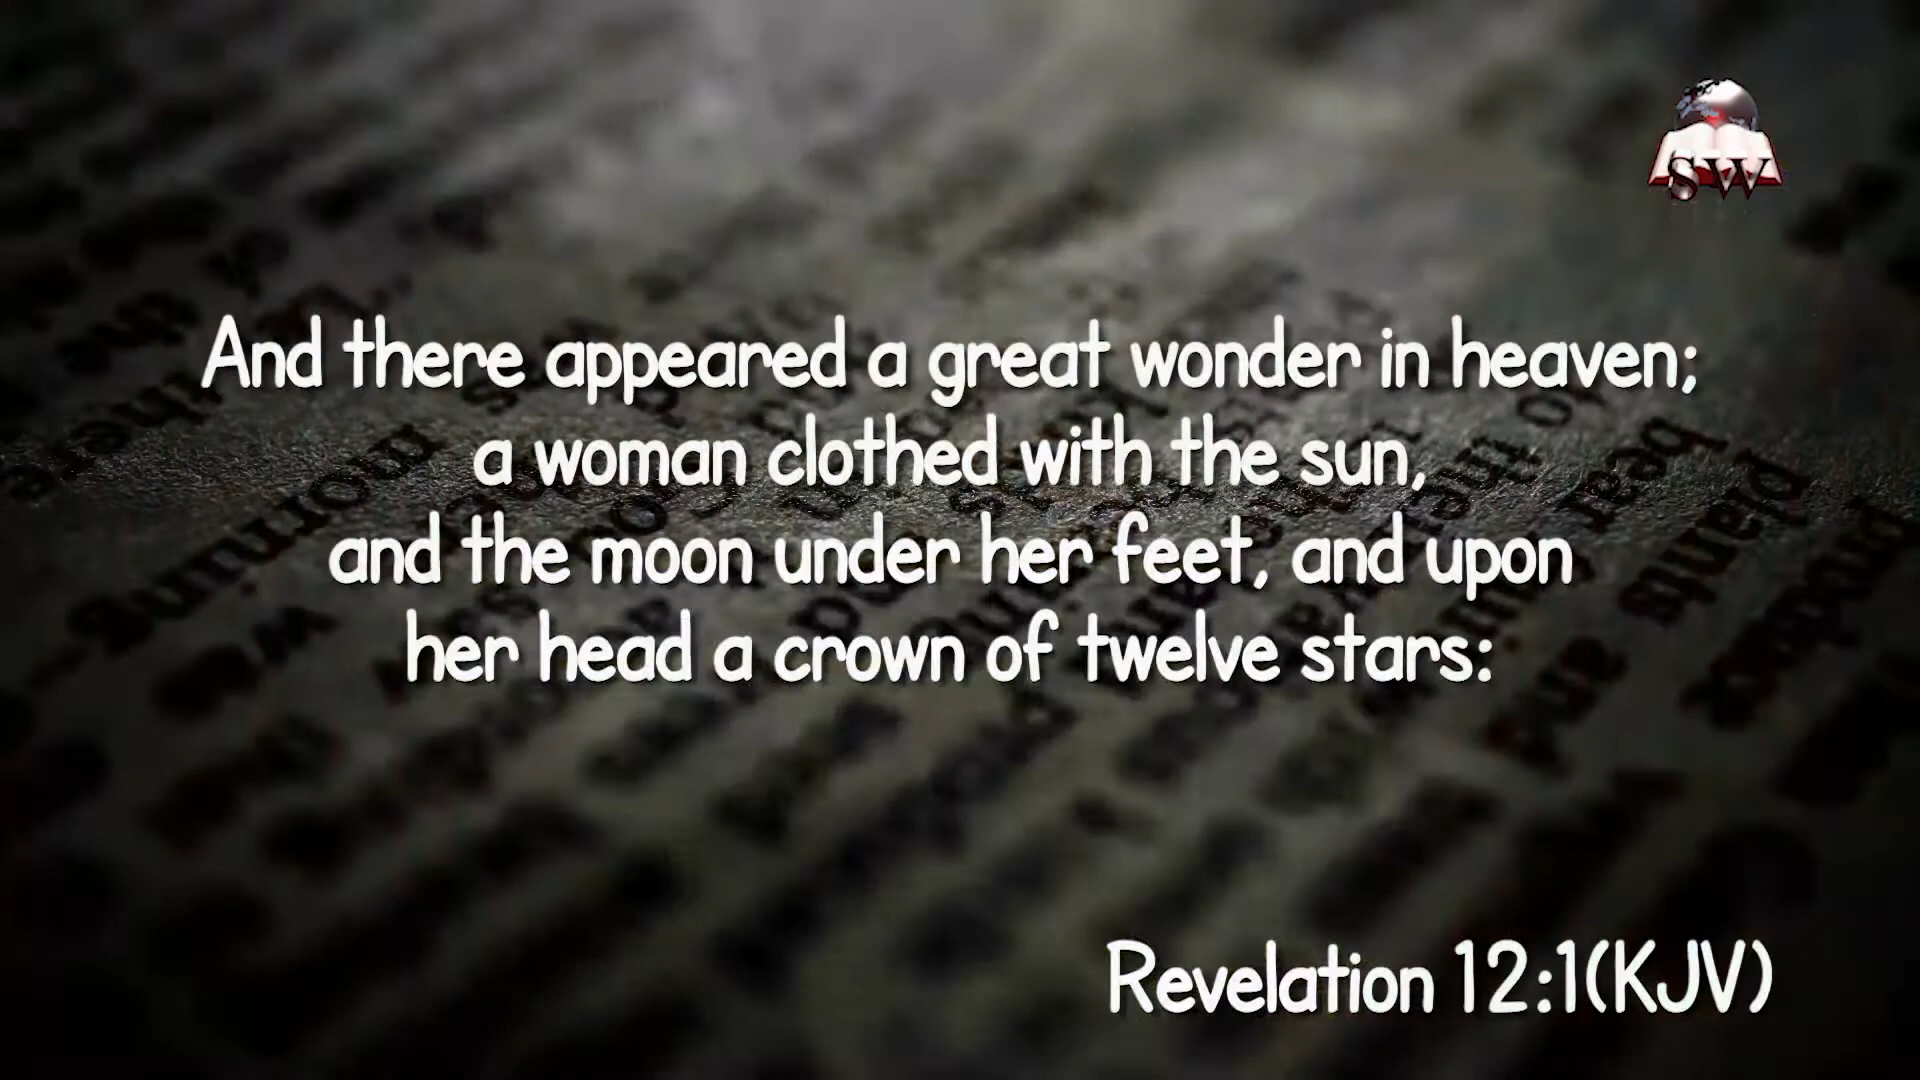 SW
And there appeared a great wonder in heaven;
a woman clothed with the sun,
and the moon under her feet, and upon
her head a crown of twelve stars:
Revelation 12:1(KJV)